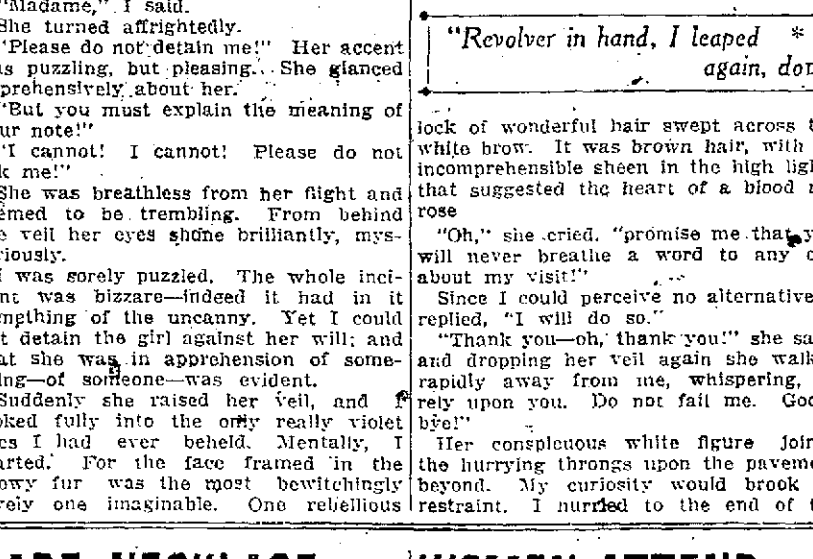 "Madame," I said.
She turned affrightedly.
"Please do not detain me!" Her accent
s puzzling, but pleasing. She glanced
prehensively about her.
"But you must explain the meaning of
ur note!"
"I cannot! I cannot! Please do not
k me!"
She was breathless from her flight and
emed to be trembling. From behind
e veil her eyes shone brilliantly, mys-
riously.
I was sorely puzzled. The whole inci-
nt was bizzare—indeed it had in it
mething of the uncanny. Yet I could
t detain the girl against her will; and
at she was in apprehension of some-
ing—of someone—was evident.
Suddenly she raised her veil, and I
oked fully into the only really violet
es I had ever beheld. Mentally, I
arted. For the face framed in the
owy fur was the most bewitchingly
vely one imaginable. One rebellious
"Revolver in hand, I leaped *
again, dow
lock of wonderful hair swept across t
white brow. It was brown hair, with
incomprehensible sheen in the high ligh
that suggested the heart of a blood r
rose
"Oh," she cried, "promise me that y
will never breathe a word to any o
about my visit!"
Since I could perceive no alternative
replied, "I will do so."
"Thank you—oh, thank you!" she sa
and dropping her veil again she walk
rapidly away from me, whispering,
rely upon you. Do not fail me. Goo
bye!"
Her conspicuous white figure join
the hurrying throngs upon the paveme
beyond. My curiosity would brook
restraint. I hurried to the end of t